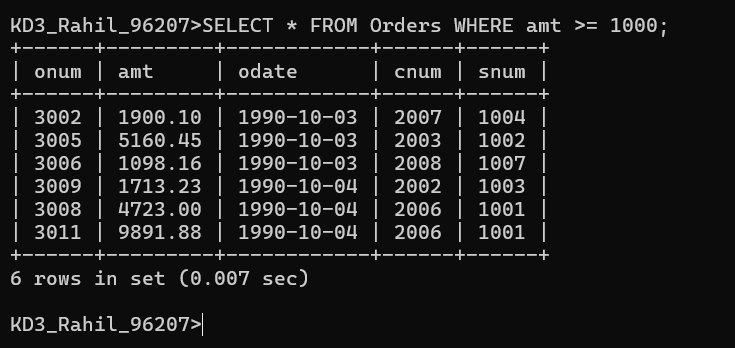 KD3_Rahil_96207>SELECT * FROM Orders WHERE amt >= 1000;
+------+---------+------------+------+------+
| onum | amt     | odate      | cnum | snum |
+------+---------+------------+------+------+
| 3002 | 1900.10 | 1990-10-03 | 2007 | 1004 |
| 3005 | 5160.45 | 1990-10-03 | 2003 | 1002 |
| 3006 | 1098.16 | 1990-10-03 | 2008 | 1007 |
| 3009 | 1713.23 | 1990-10-04 | 2002 | 1003 |
| 3008 | 4723.00 | 1990-10-04 | 2006 | 1001 |
| 3011 | 9891.88 | 1990-10-04 | 2006 | 1001 |
+------+---------+------------+------+------+
6 rows in set (0.007 sec)
KD3_Rahil_96207>